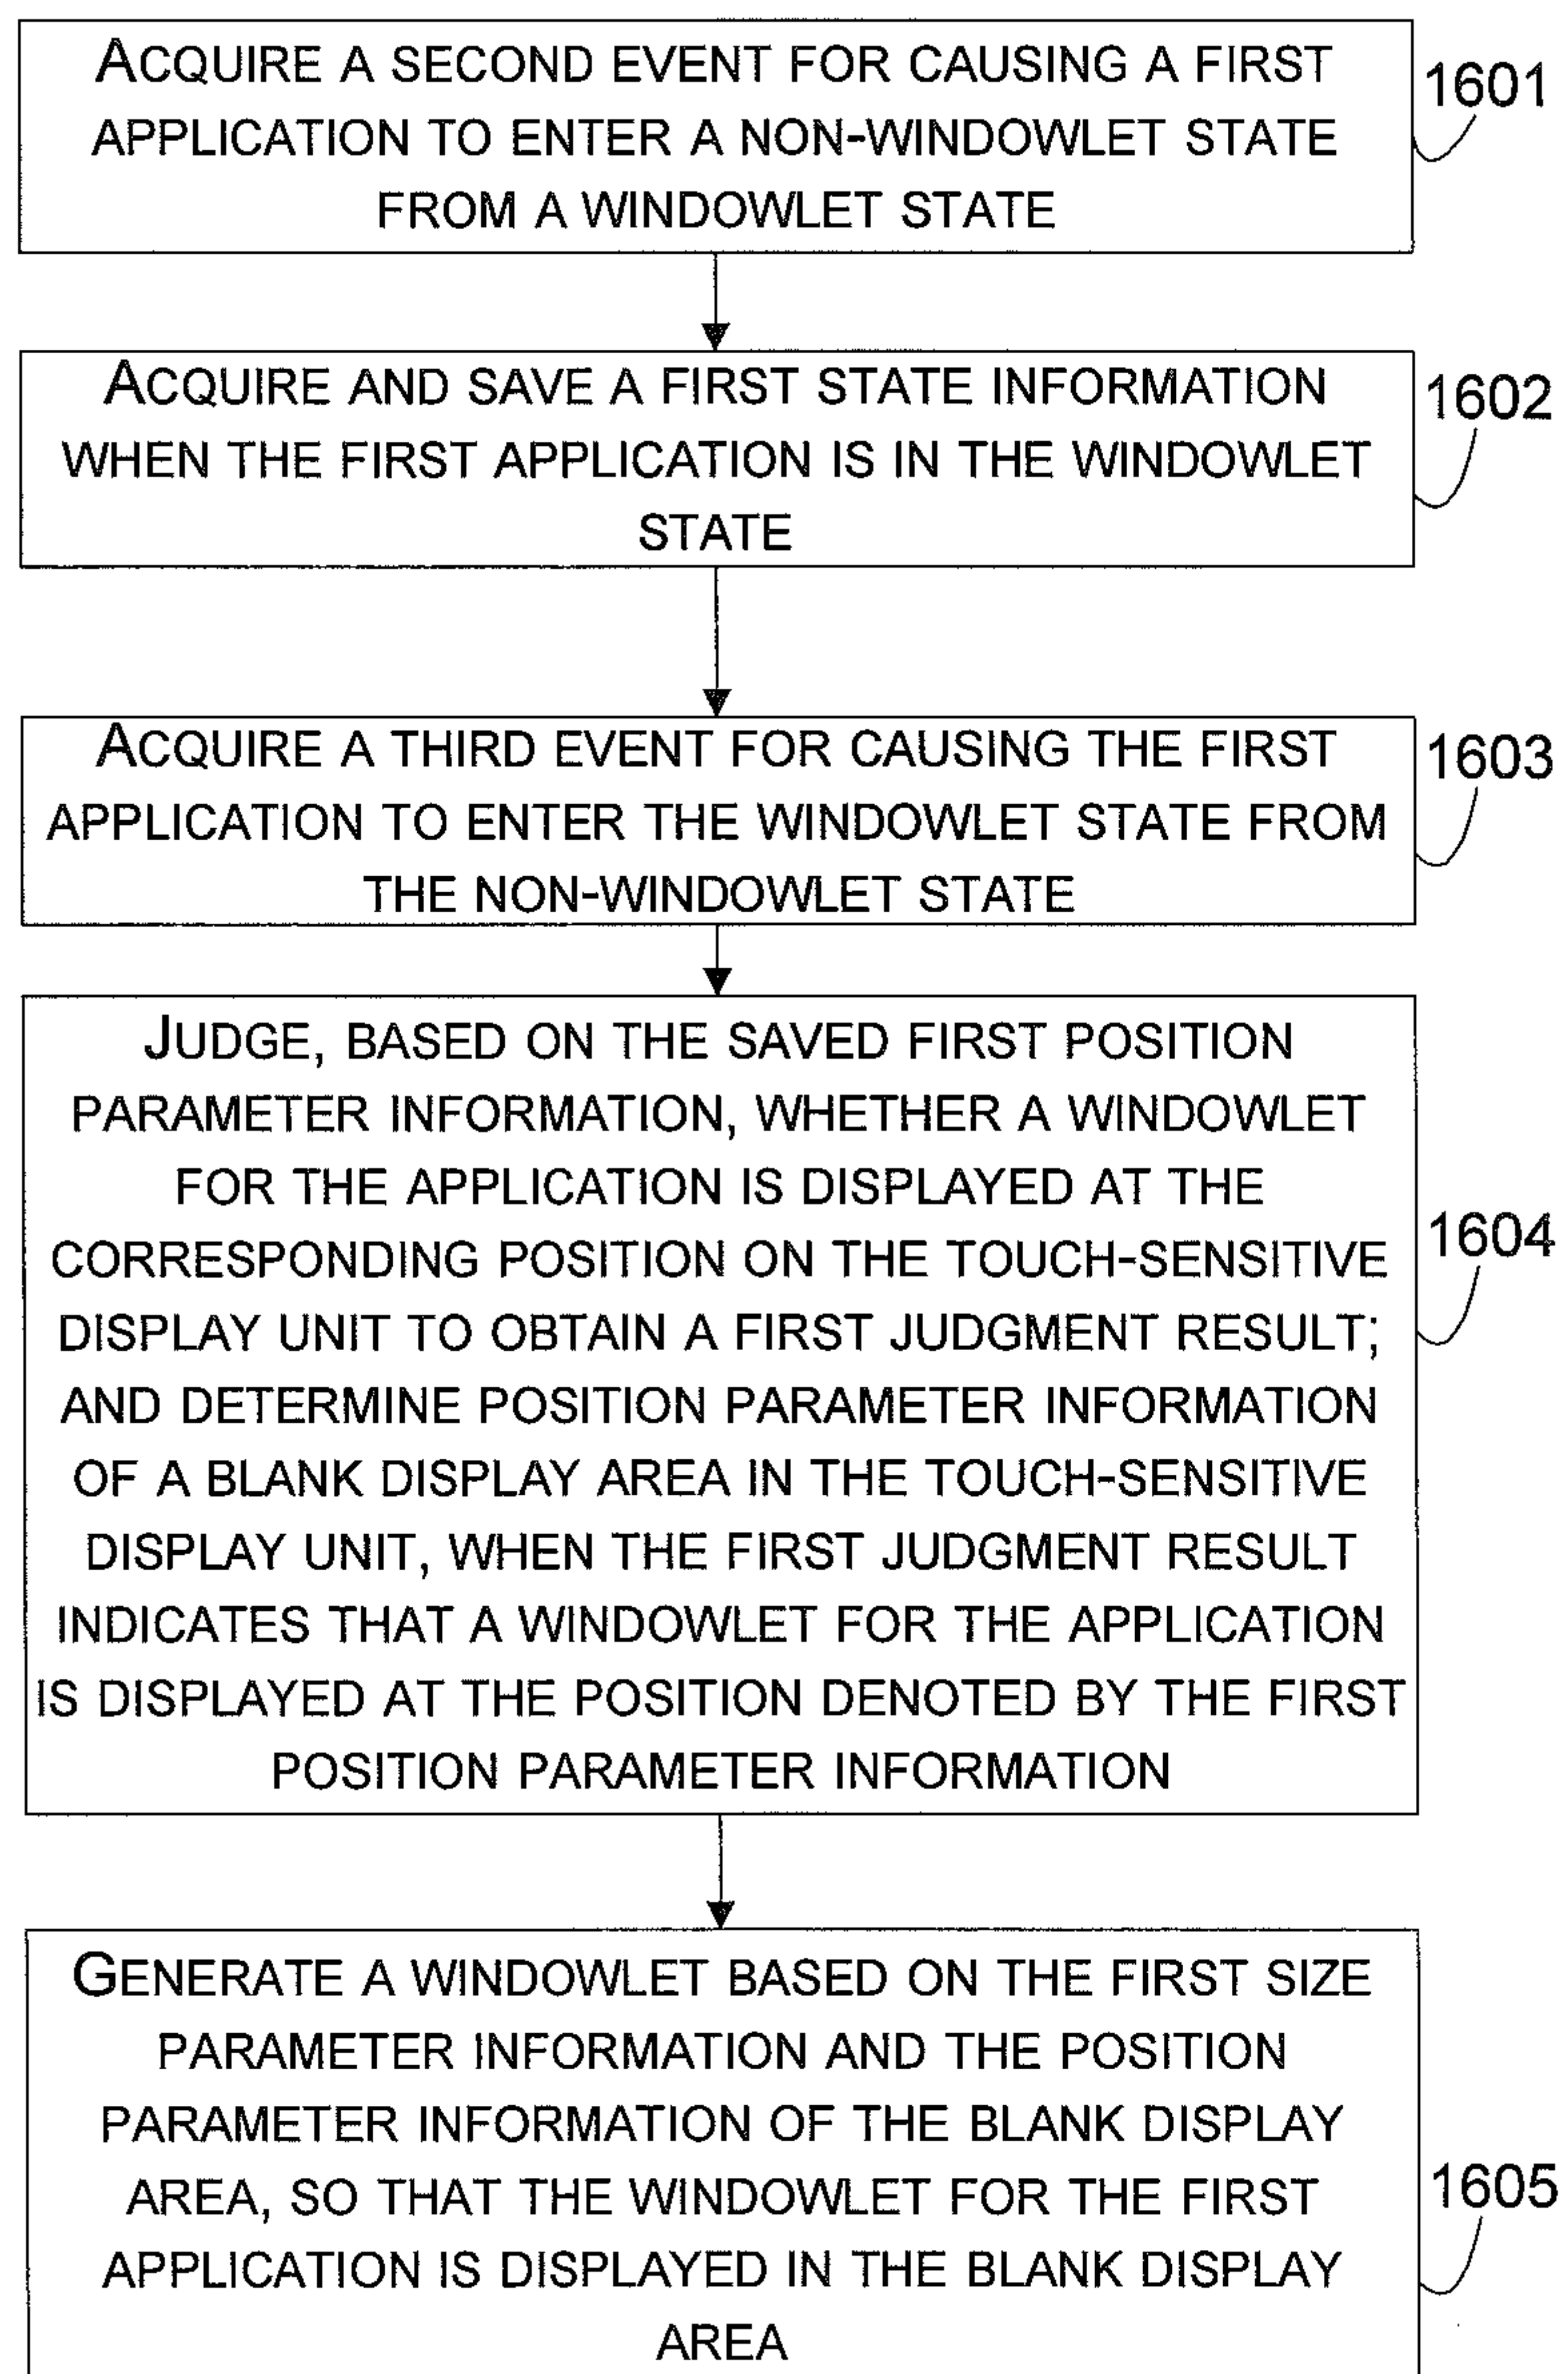 ACQUIRE A SECOND EVENT FOR CAUSING A FIRST
APPLICATION TO ENTER A NON-WINDOWLET STATE
FROM A WINDOWLET STATE
1601
ACQUIRE AND SAVE A FIRST STATE INFORMATION
WHEN THE FIRST APPLICATION IS IN THE WINDOWLET
STATE
1602
ACQUIRE A THIRD EVENT FOR CAUSING THE FIRST
APPLICATION TO ENTER THE WINDOWLET STATE FROM
THE NON-WINDOWLET STATE
1603
JUDGE, BASED ON THE SAVED FIRST POSITION
PARAMETER INFORMATION, WHETHER A WINDOWLET
FOR THE APPLICATION IS DISPLAYED AT THE
CORRESPONDING POSITION ON THE TOUCH-SENSITIVE
DISPLAY UNIT TO OBTAIN A FIRST JUDGMENT RESULT;
AND DETERMINE POSITION PARAMETER INFORMATION
OF A BLANK DISPLAY AREA IN THE TOUCH-SENSITIVE
DISPLAY UNIT, WHEN THE FIRST JUDGMENT RESULT
INDICATES THAT A WINDOWLET FOR THE APPLICATION
IS DISPLAYED AT THE POSITION DENOTED BY THE FIRST
POSITION PARAMETER INFORMATION
1604
GENERATE A WINDOWLET BASED ON THE FIRST SIZE
PARAMETER INFORMATION AND THE POSITION
PARAMETER INFORMATION OF THE BLANK DISPLAY
AREA, SO THAT THE WINDOWLET FOR THE FIRST
APPLICATION IS DISPLAYED IN THE BLANK DISPLAY
AREA
1605